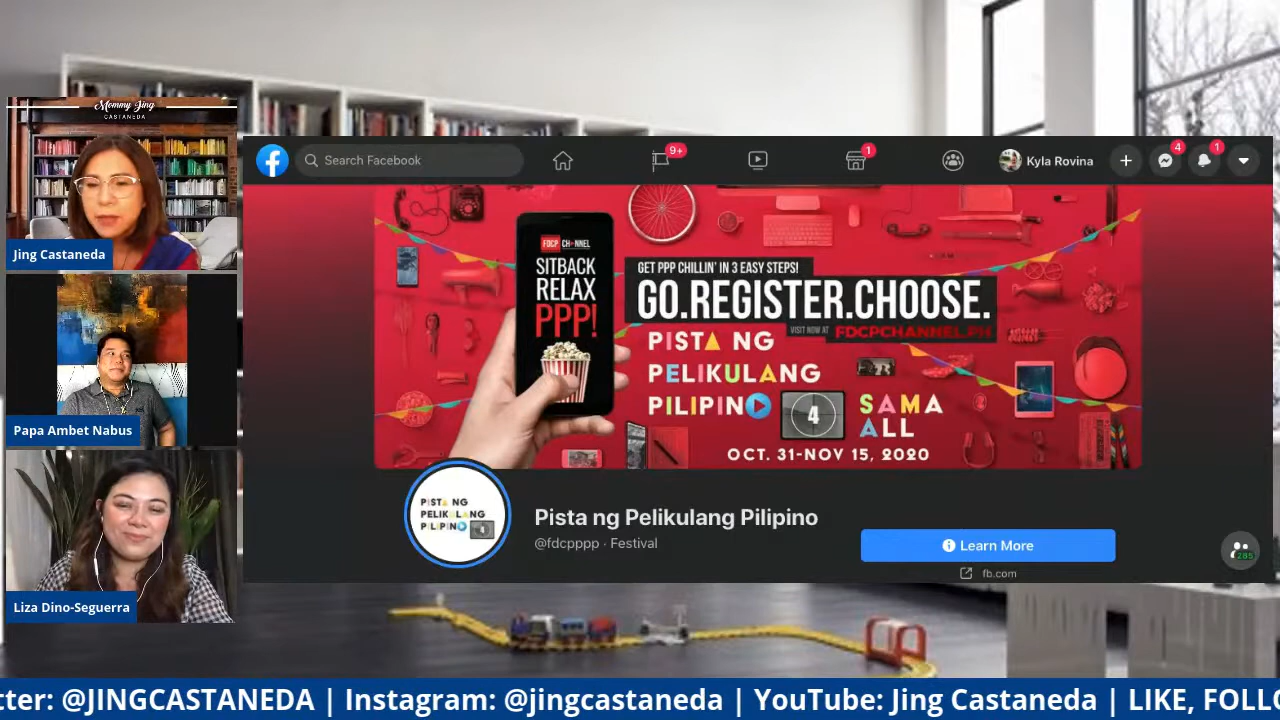 Mommy Jing
CASTANEDA
Jing Castaneda
Papa Ambet Nabus
Liza Dino-Seguerra
Search Facebook
9+
1
Kyla Rovina
4
1
FDCP CHANNEL
SITBACK
RELAX
PPP!
GET PPP CHILLIN' IN 3 EASY STEPS!
GO.REGISTER.CHOOSE.
VISIT NOW AT FDCPCHANNEL.PH
PISTA NG
PELIKULANG
PILIPINO
4
SAMA
ALL
OCT. 31-NOV 15, 2020
PISTA NG
PELIKULANG
PILIPINO
4
Pista ng Pelikulang Pilipino
@fdcpppp · Festival
Learn More
fb.com
285
tter: @JINGCASTANEDA | Instagram: @jingcastaneda | YouTube: Jing Castaneda | LIKE, FOLLO